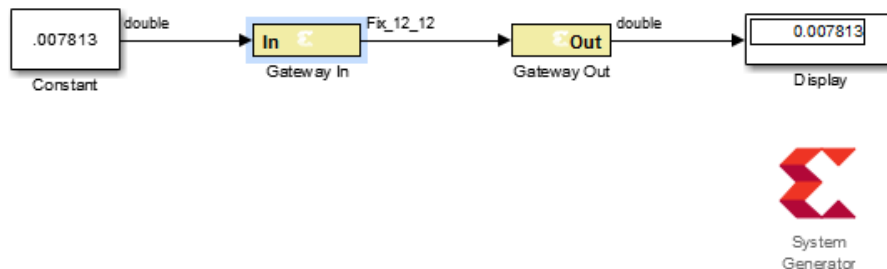 double
Fix_12_12
double
.007813
In
Out
0.007813
Constant
Gateway In
Gateway Out
Display
System
Generator